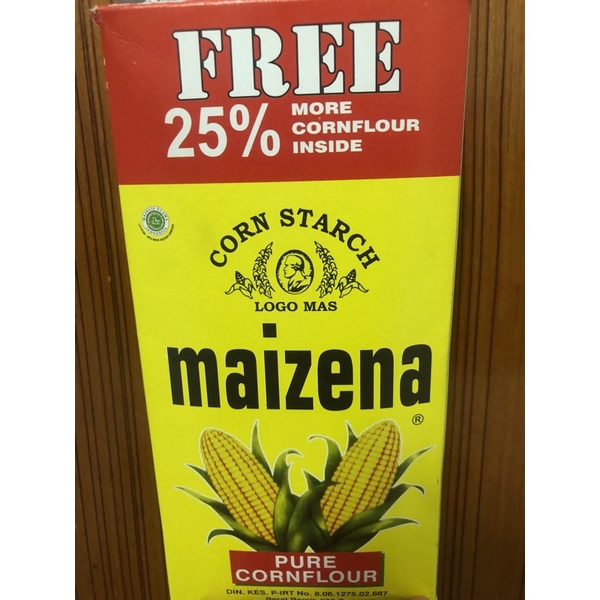 FREE
25% MORE
CORNFLOUR
INSIDE
CORN STARCH
LOGO MAS
maizena
®
PURE
CORNFLOUR
DIN. KES. P-IRT No. 8.06.1275.02.687